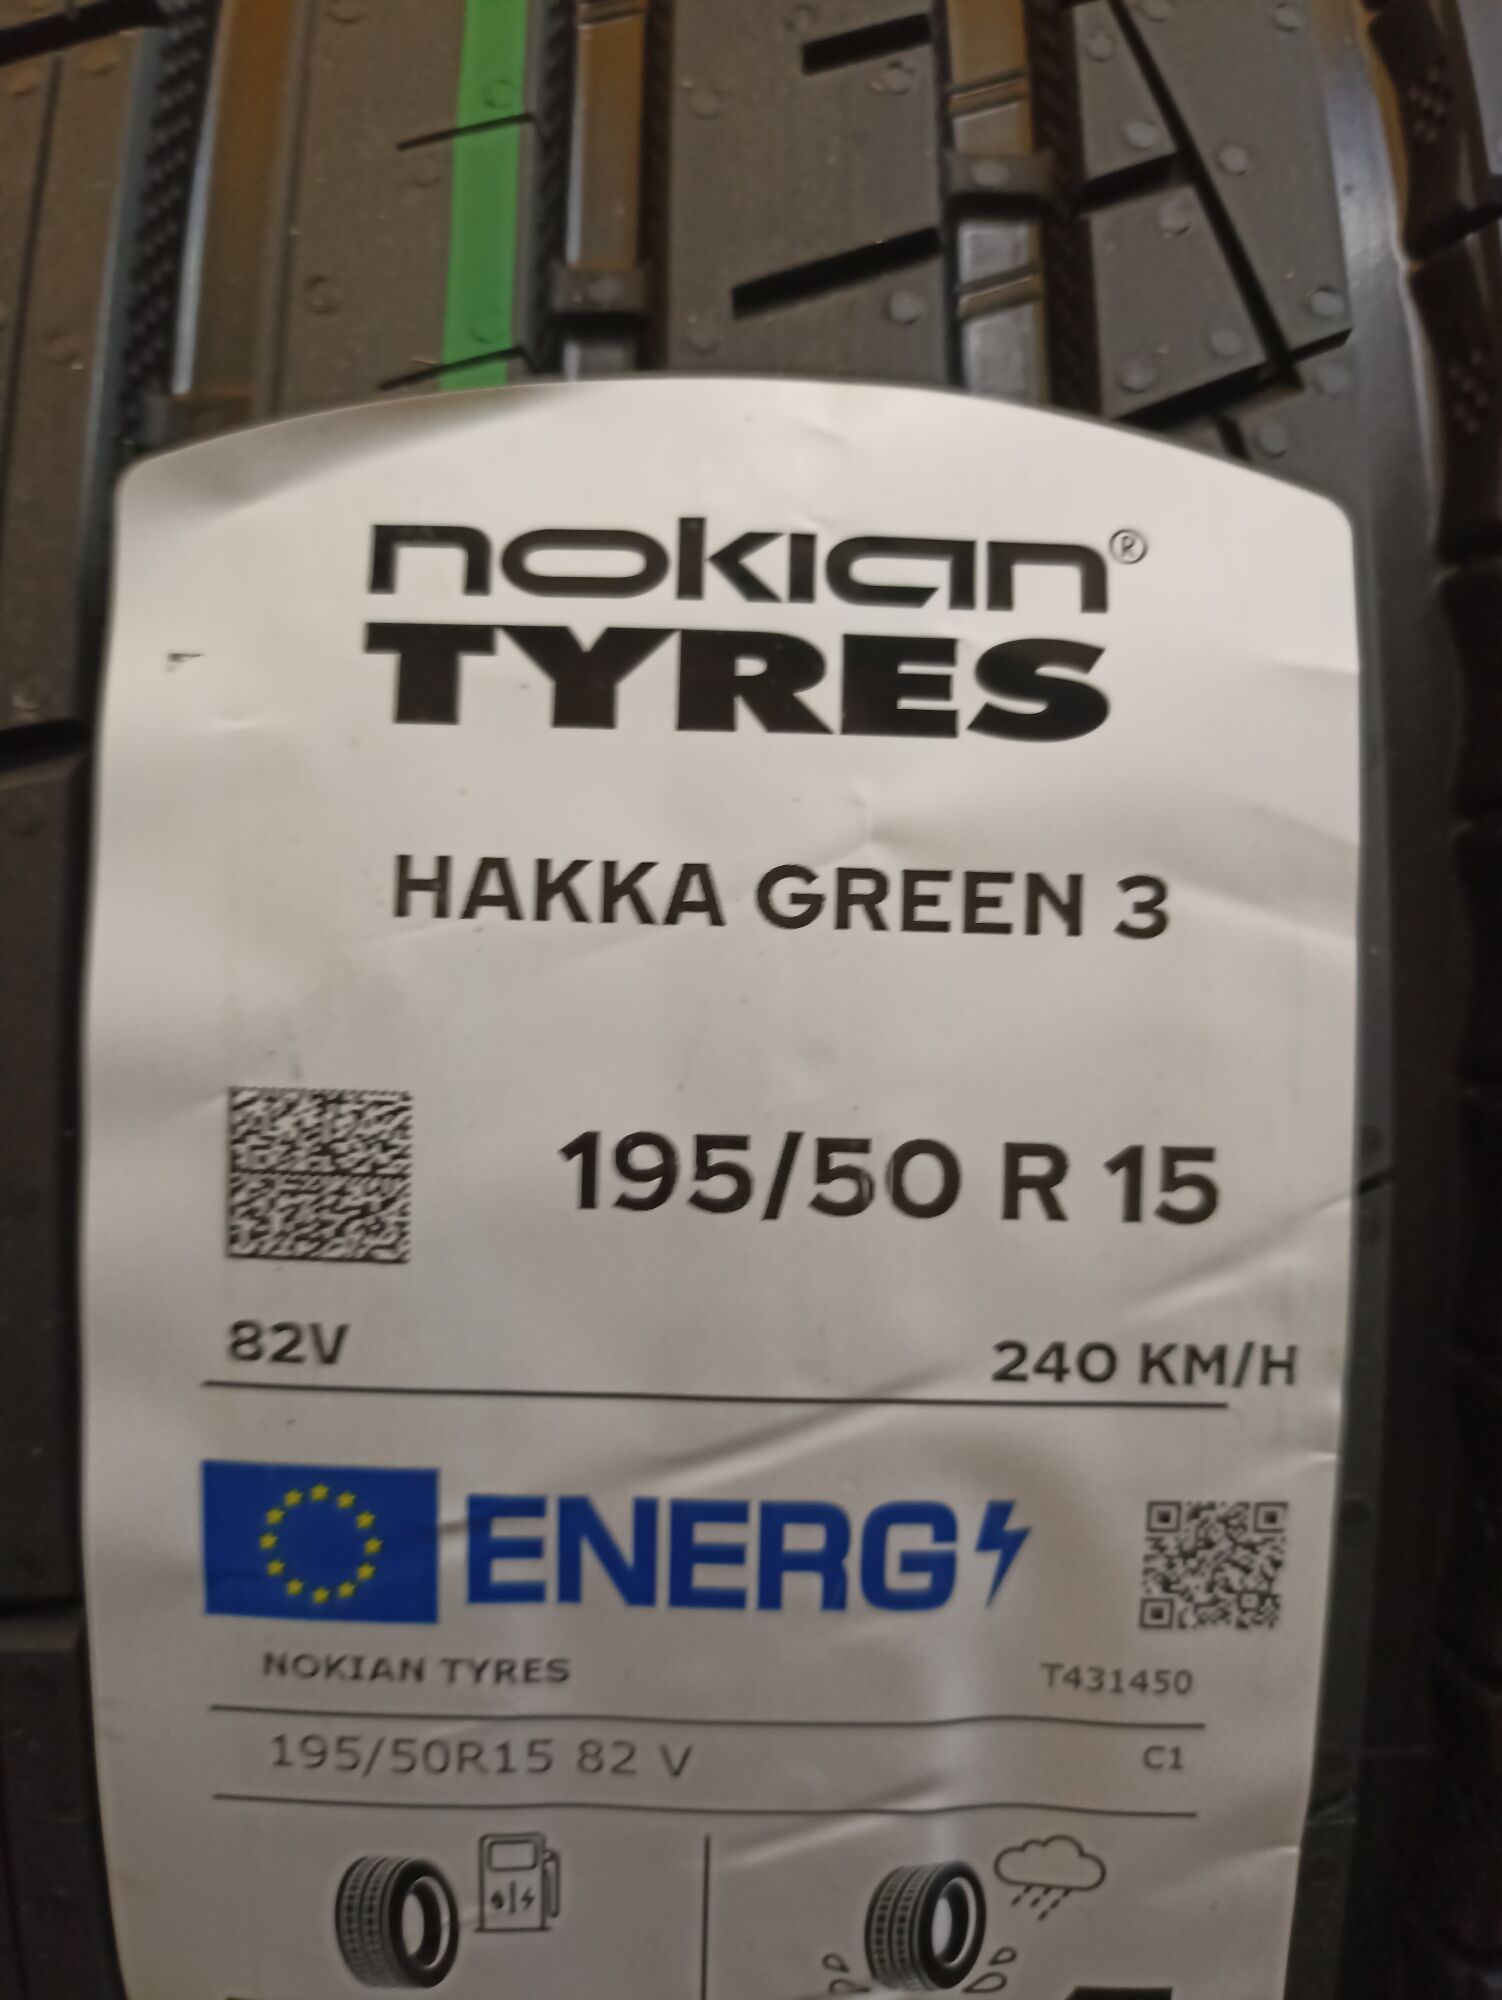 nokian®
TYRES
HAKKA GREEN 3
195/50 R 15
82V 240 KM/H
ENERG
NOKIAN TYRES T431450
195/50R15 82 V C1